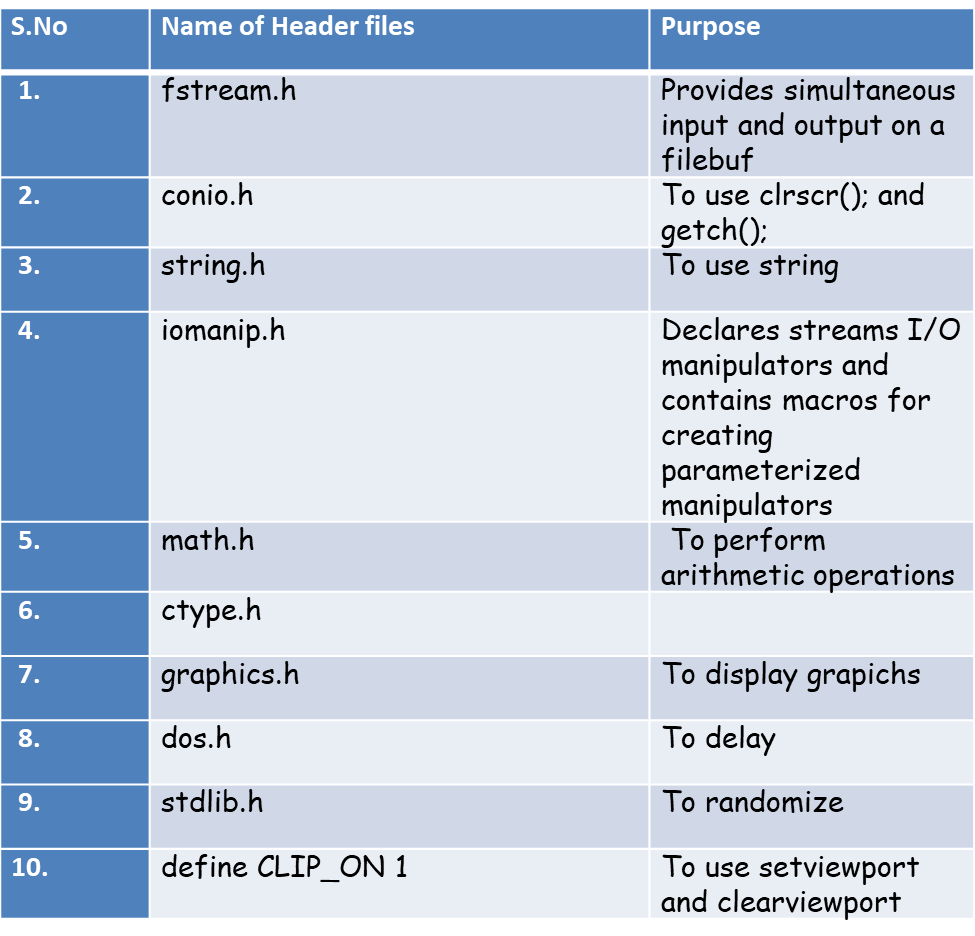 S.No Name of Header files Purpose
1. fstream.h Provides simultaneous
input and output on a
filebuf
2. conio.h To use clrscr(); and
getch();
3. string.h To use string
4. iomanip.h Declares streams I/O
manipulators and
contains macros for
creating
parameterized
manipulators
5. math.h To perform
arithmetic operations
6. ctype.h
7. graphics.h To display grapichs
8. dos.h To delay
9. stdlib.h To randomize
10. define CLIP_ON 1 To use setviewport
and clearviewport